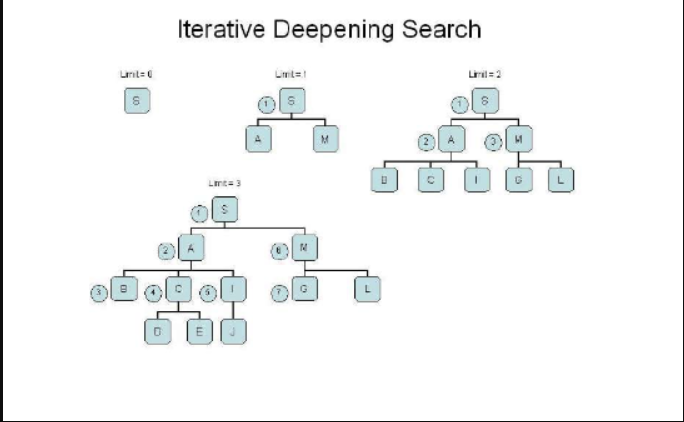 Iterative Deepening Search
Limit = 0
Limit = 1
Limit = 2
S
1 S
1 S
A M
2 A 3 M
B C I G L
Limit = 3
1 S
2 A 6 M
3 B 4 C 5 I 7 G L
D E J